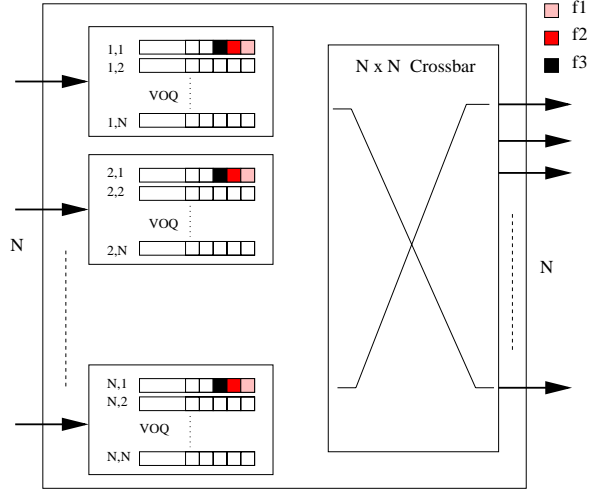 f1
f2
f3
N x N Crossbar
1,1
1,2
VOQ
1,N
2,1
2,2
VOQ
2,N
N
N
N,1
N,2
VOQ
N,N